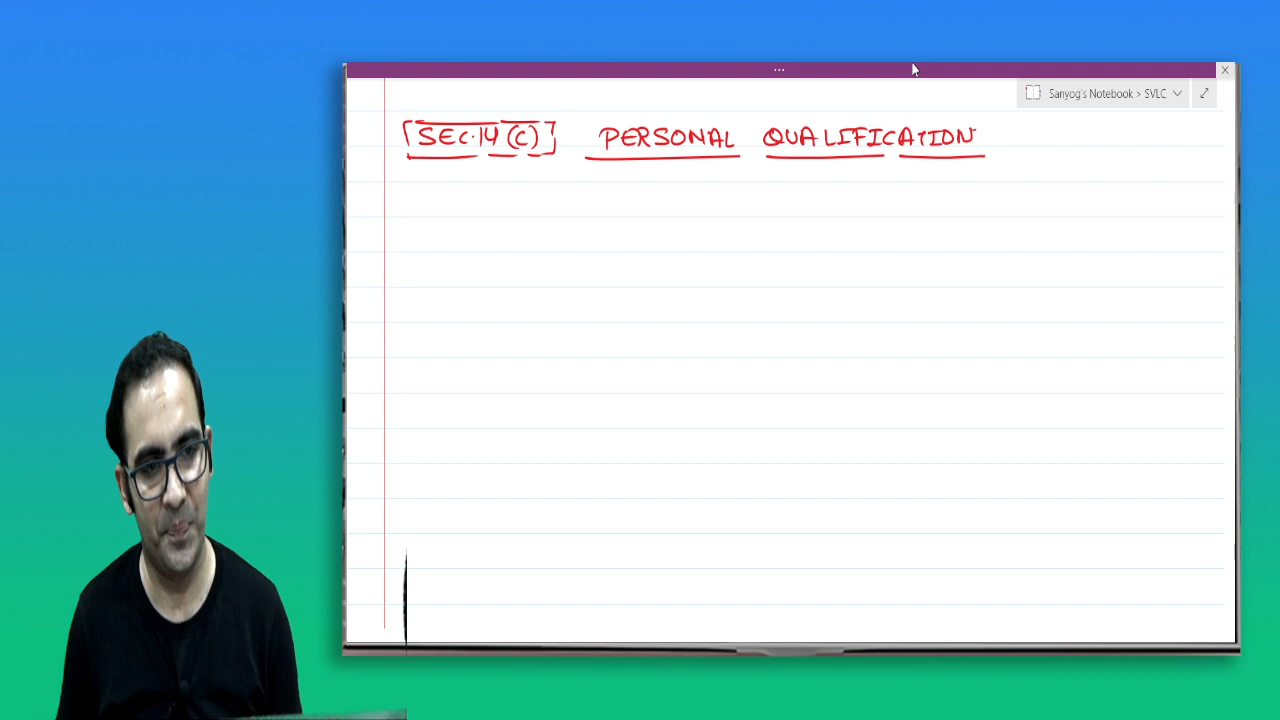 ...
Sanyog's Notebook > SVLC
[SEC.14 (C)] PERSONAL QUALIFICATION